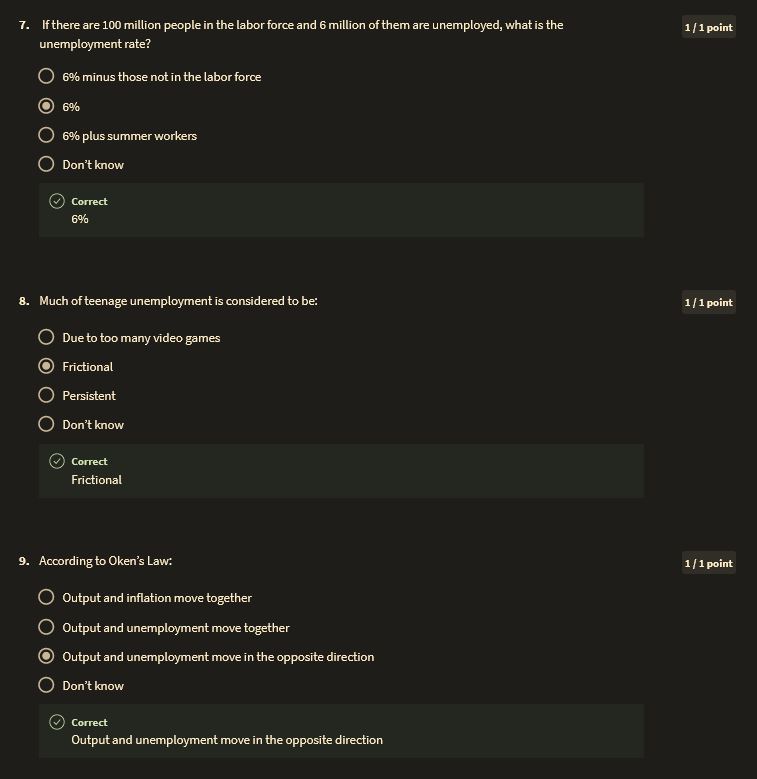 7. If there are 100 million people in the labor force and 6 million of them are unemployed, what is the
unemployment rate?
1 / 1 point
6% minus those not in the labor force
6%
6% plus summer workers
Don't know
Correct
6%
8. Much of teenage unemployment is considered to be:
1 / 1 point
Due to too many video games
Frictional
Persistent
Don't know
Correct
Frictional
9. According to Oken's Law:
1 / 1 point
Output and inflation move together
Output and unemployment move together
Output and unemployment move in the opposite direction
Don't know
Correct
Output and unemployment move in the opposite direction